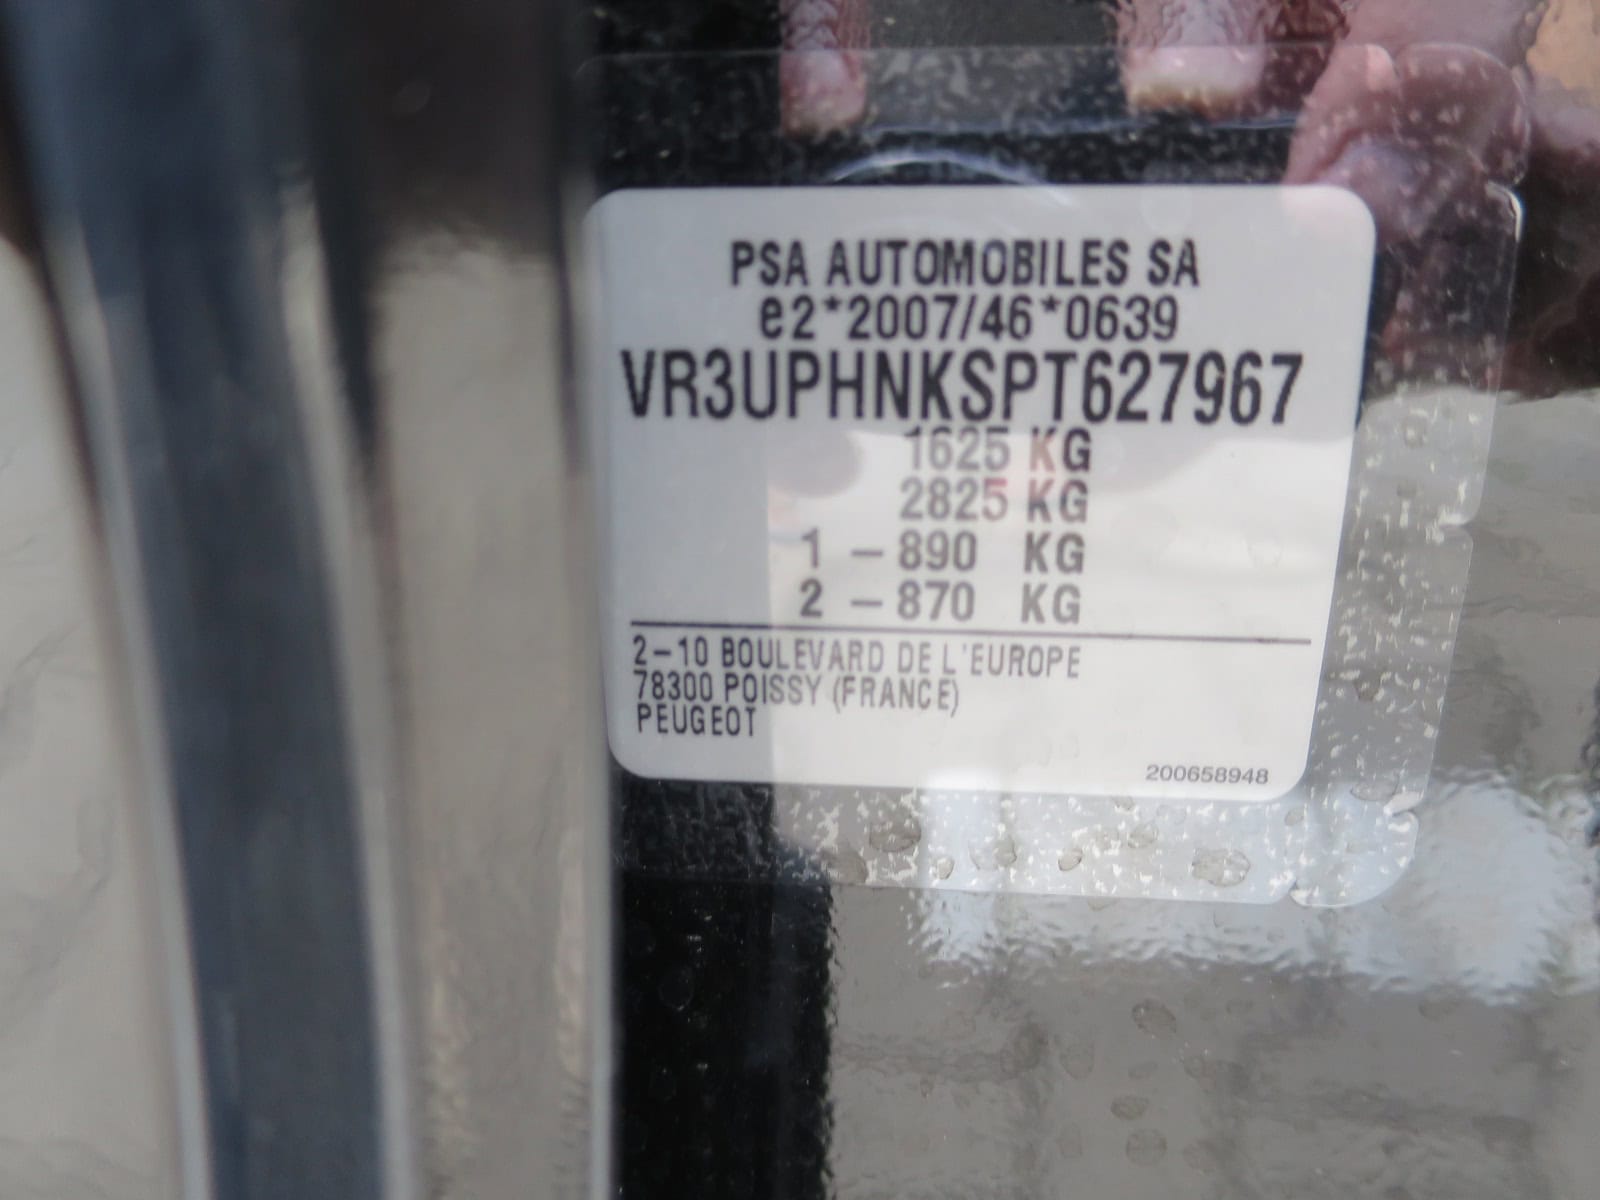 PSA AUTOMOBILES SA
e2*2007/46*0639
VR3UPHNKSPT627967
1625 KG
2825 KG
1 - 890 KG
2 - 870 KG
2-10 BOULEVARD DE L'EUROPE
78300 POISSY (FRANCE)
PEUGEOT
200658948